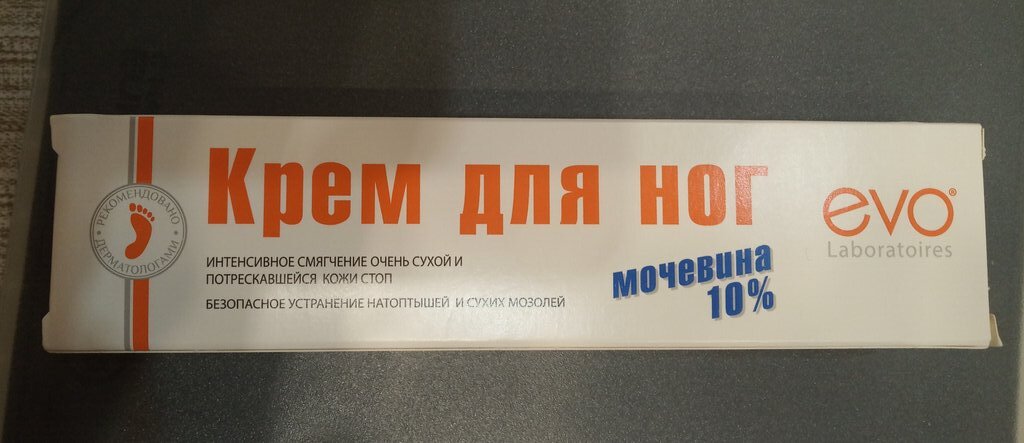 РЕКОМЕНДОВАНО
ДЕРМАТОЛОГАМИ
Крем для ног
ИНТЕНСИВНОЕ СМЯГЧЕНИЕ ОЧЕНЬ СУХОЙ И
ПОТРЕСКАВШЕЙСЯ КОЖИ СТОП
БЕЗОПАСНОЕ УСТРАНЕНИЕ НАТОПТЫШЕЙ И СУХИХ МОЗОЛЕЙ
мочевина
10%
evo®
Laboratoires